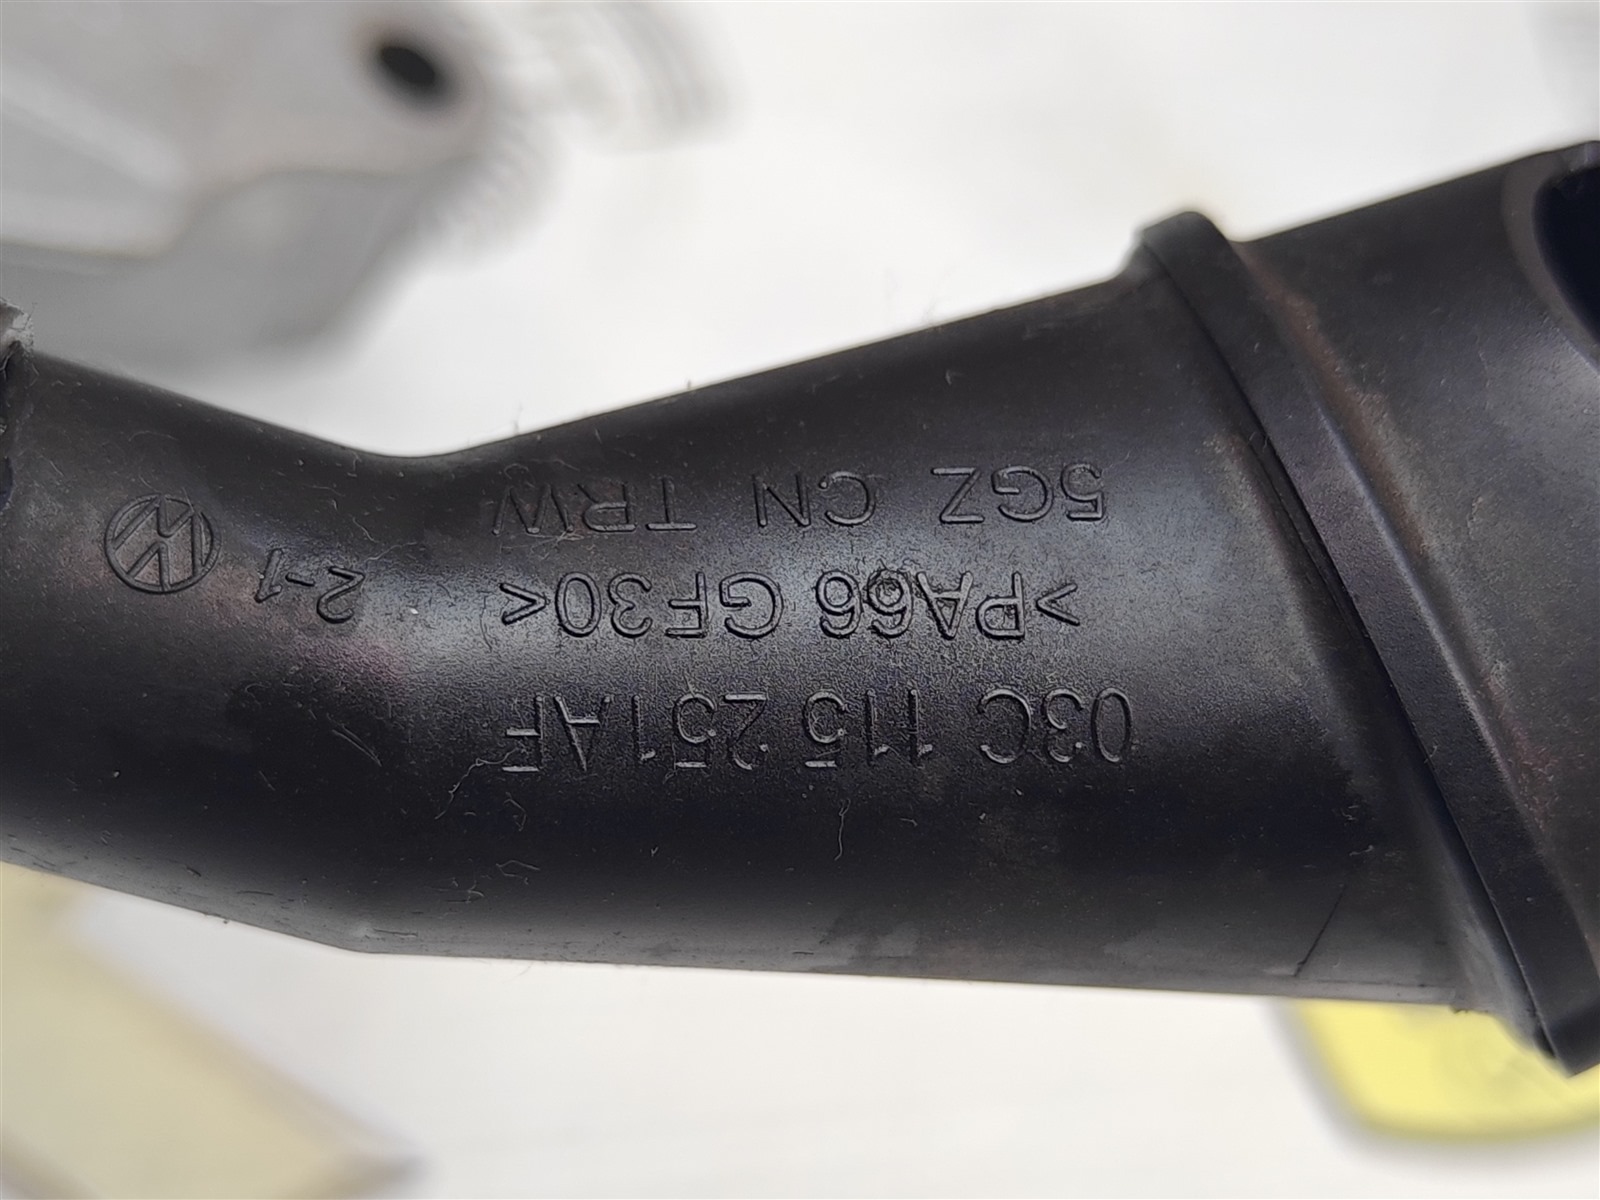 03C 115 251AF
>PA66 GF30<
5GZ CN TRW
2-1